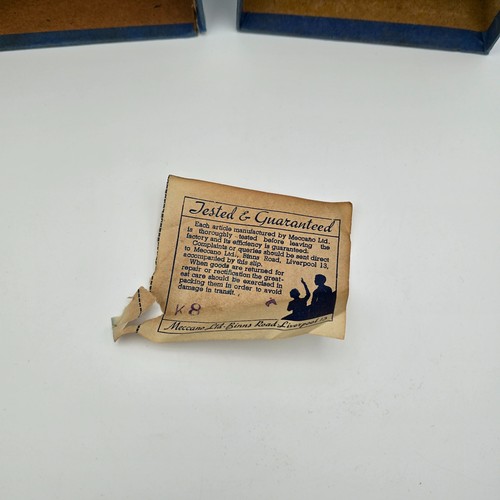 Tested & Guaranteed
Each article manufactured by Meccano Ltd.
is thoroughly tested before leaving the
factory and its efficiency is guaranteed.
Complaints or queries should be sent direct
to Meccano Ltd., Binns Road, Liverpool 13,
accompanied by this slip.
When goods are returned for
repair or rectification the great-
est care should be exercised in
packing them in order to avoid
damage in transit.
K8
Meccano Ltd Binns Road Liverpool 13